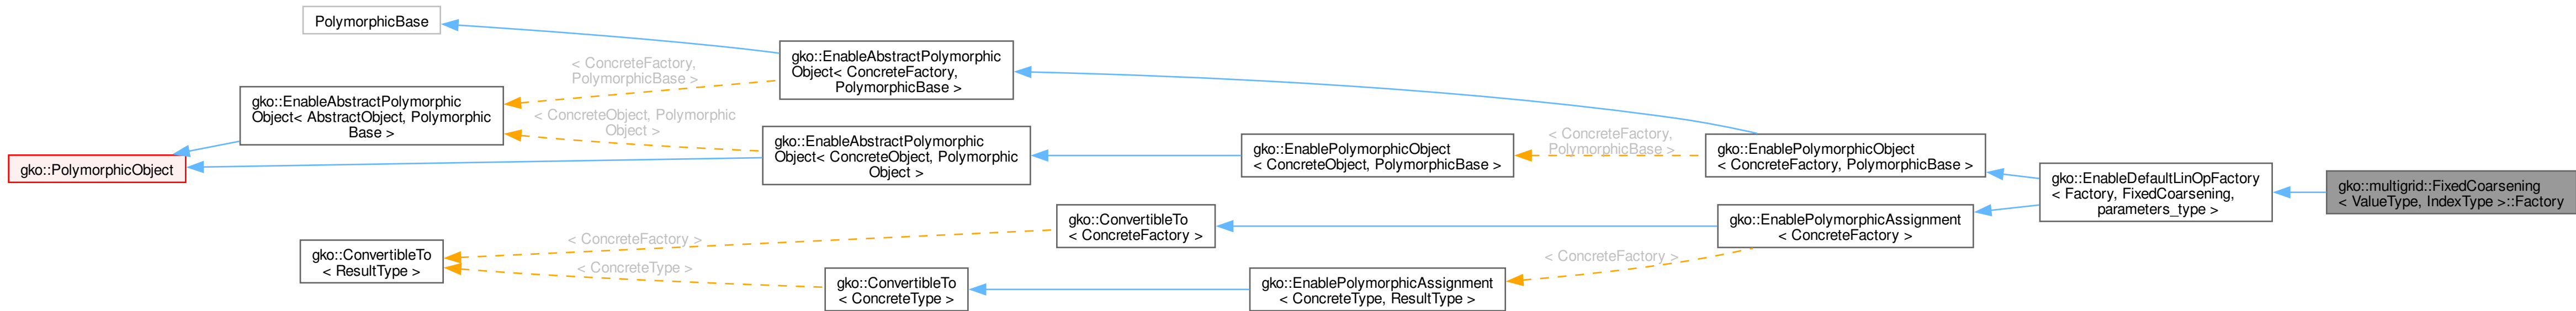 PolymorphicBase
gko::EnableAbstractPolymorphic
Object< ConcreteFactory,
PolymorphicBase >
< ConcreteFactory,
PolymorphicBase >
gko::EnableAbstractPolymorphic
Object< AbstractObject, Polymorphic
Base >
< ConcreteObject, Polymorphic
Object >
gko::PolymorphicObject
gko::EnableAbstractPolymorphic
Object< ConcreteObject, Polymorphic
Object >
gko::EnablePolymorphicObject
< ConcreteObject, PolymorphicBase >
< ConcreteFactory,
PolymorphicBase >
gko::EnablePolymorphicObject
< ConcreteFactory, PolymorphicBase >
gko::EnableDefaultLinOpFactory
< Factory, FixedCoarsening,
parameters_type >
gko::multigrid::FixedCoarsening
< ValueType, IndexType >::Factory
gko::ConvertibleTo
< ConcreteFactory >
gko::EnablePolymorphicAssignment
< ConcreteFactory >
< ConcreteFactory >
gko::ConvertibleTo
< ResultType >
< ConcreteType >
< ConcreteFactory >
gko::ConvertibleTo
< ConcreteType >
gko::EnablePolymorphicAssignment
< ConcreteType, ResultType >